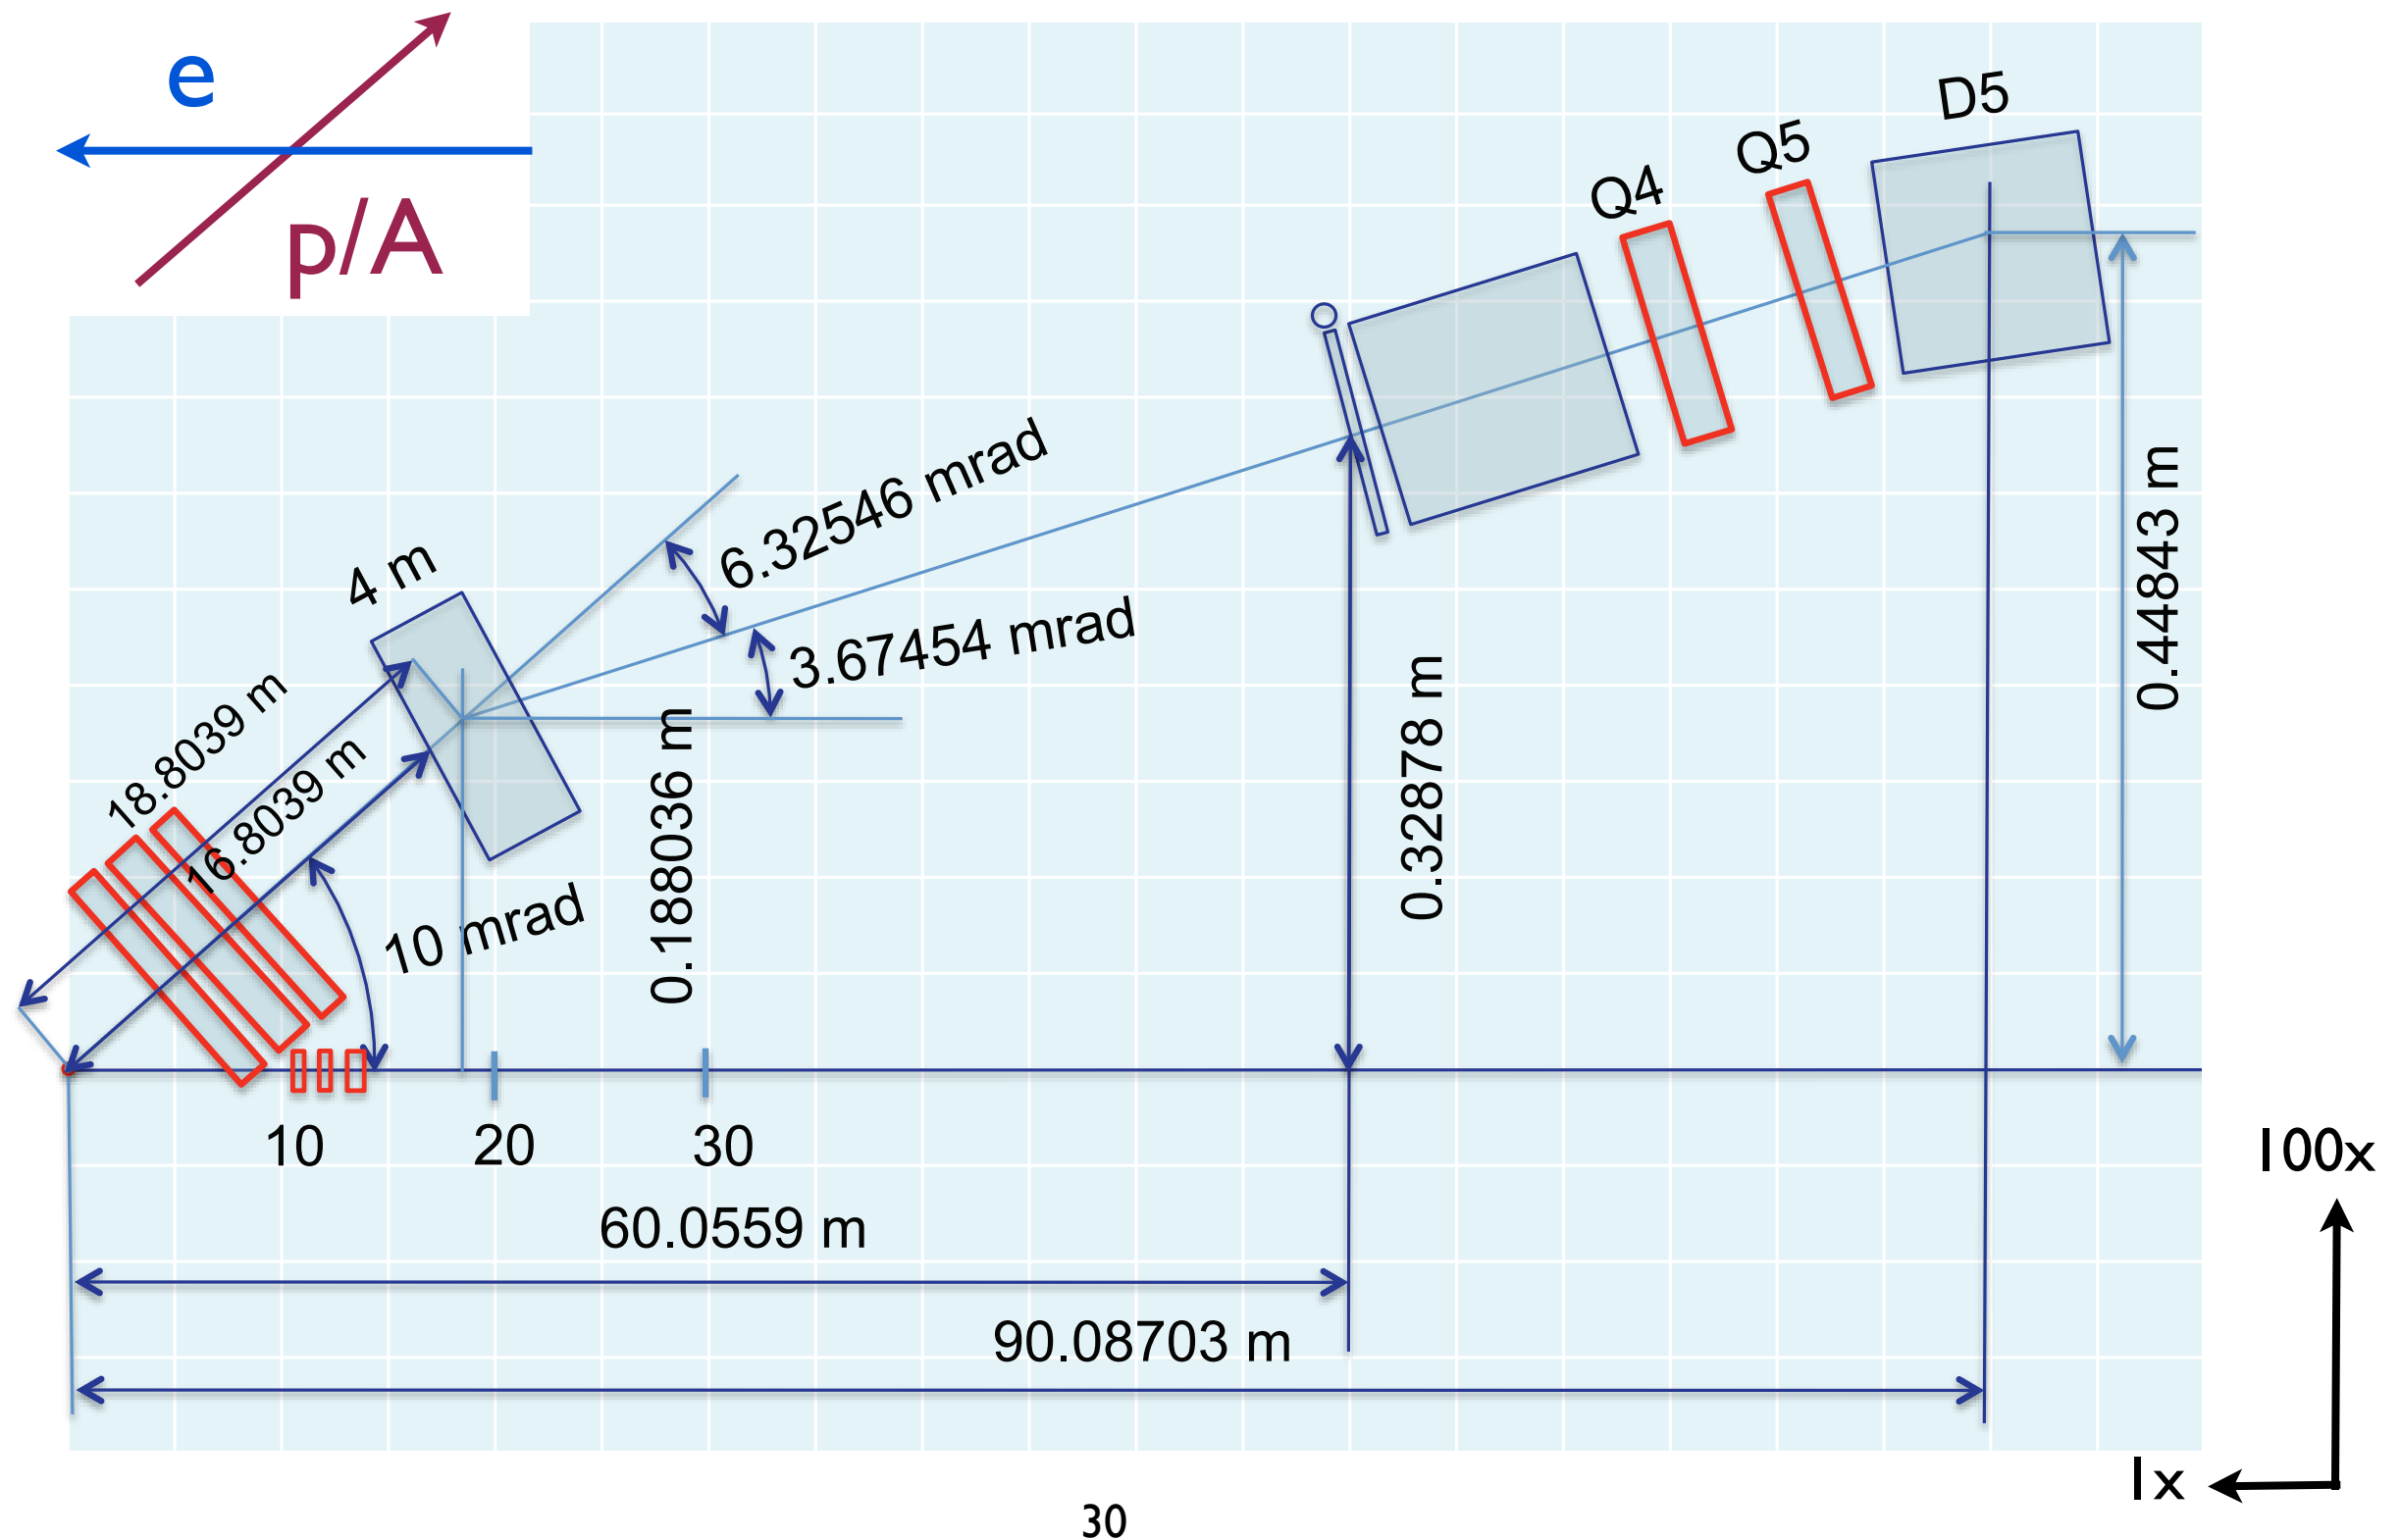 e
p/A
D5
Q5
Q4
6.32546 mrad
4 m
3.67454 mrad
0.44843 m
18.8039 m
16.8039 m
0.32878 m
0.188036 m
10 mrad
10
20
30
100x
60.0559 m
90.08703 m
1x
30